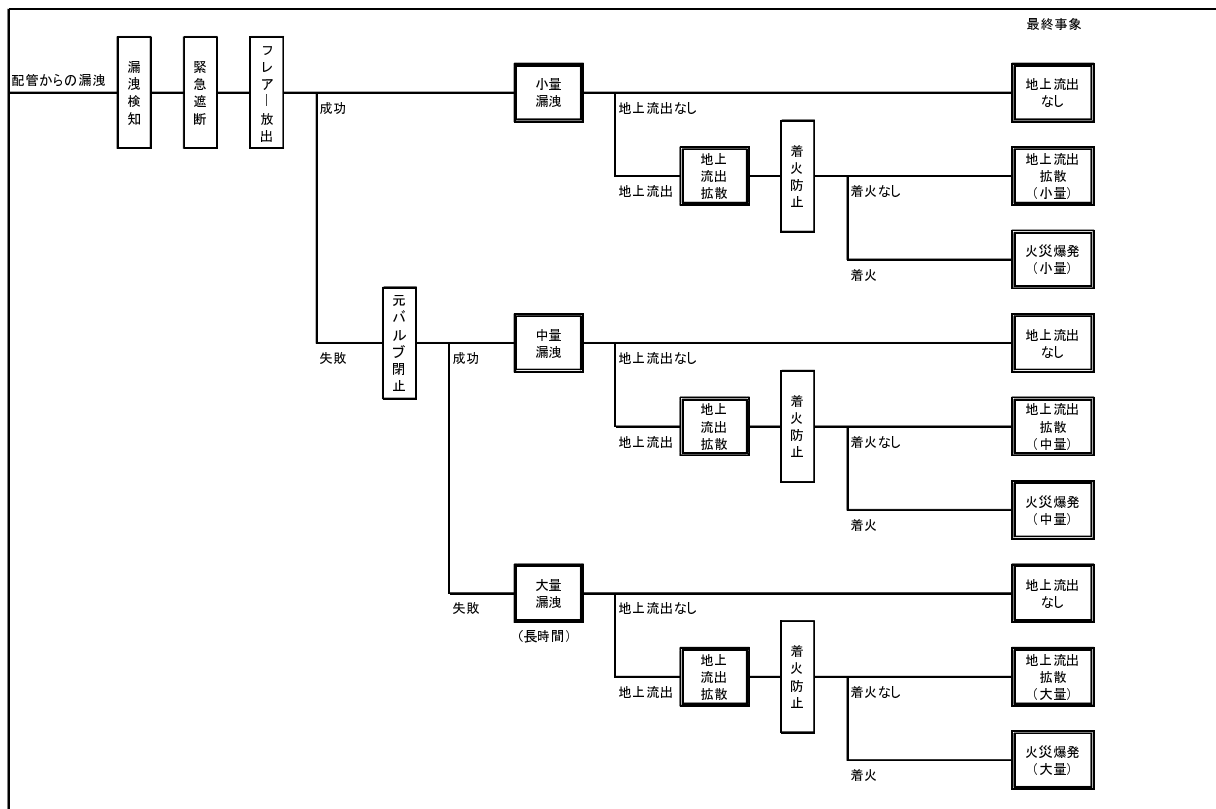 最終事象
配管からの漏洩
漏洩検知
緊急遮断
フレアー放出
成功
小量
漏洩
地上流出なし
地上流出
なし
地上流出
地上
流出
拡散
着火防止
着火なし
地上流出
拡散
(小量)
着火
火災爆発
(小量)
失敗
元バルブ閉止
成功
中量
漏洩
地上流出なし
地上流出
なし
地上流出
地上
流出
拡散
着火防止
着火なし
地上流出
拡散
(中量)
着火
火災爆発
(中量)
失敗
大量
漏洩
(長時間)
地上流出なし
地上流出
なし
地上流出
地上
流出
拡散
着火防止
着火なし
地上流出
拡散
(大量)
着火
火災爆発
(大量)